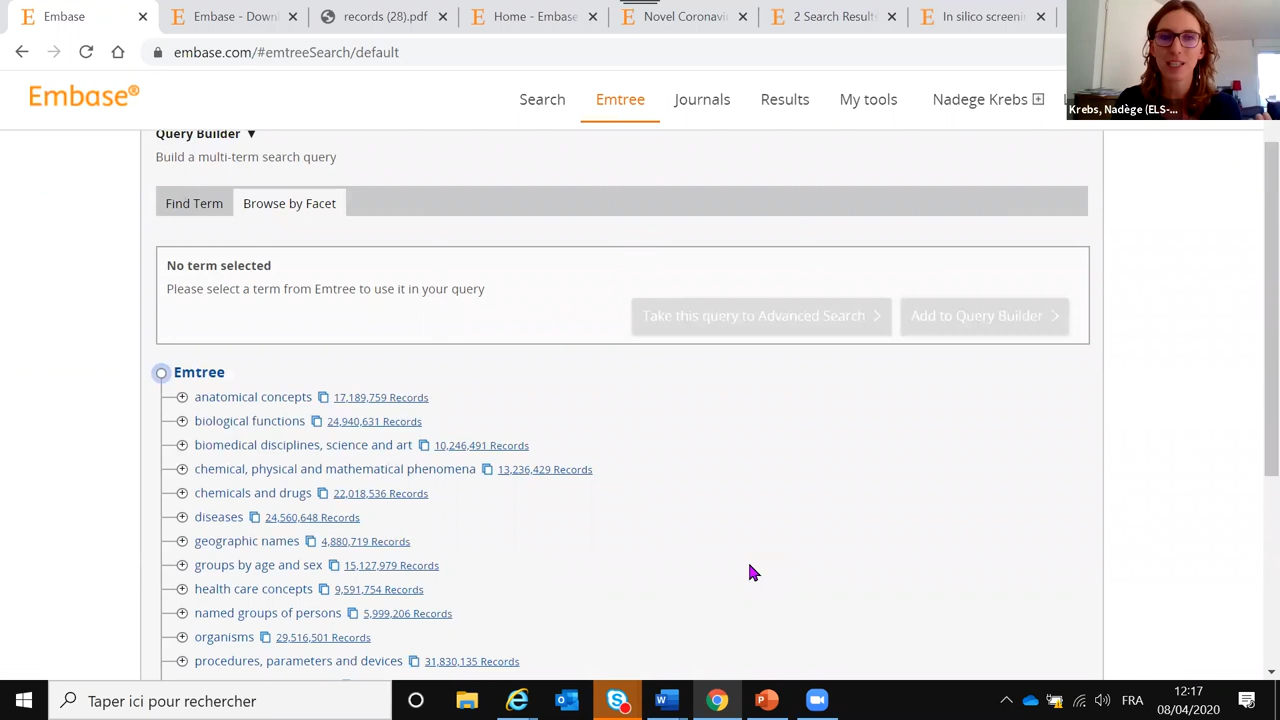 Embase
Embase - Down
records (28).pdf
Home - Embase
Novel Coronavi
2 Search Results
In silico screenin
embase.com/#emtreeSearch/default
Krebs, Nadège (ELS-...
Embase®
Search
Emtree
Journals
Results
My tools
Nadege Krebs
Query Builder ▼
Build a multi-term search query
Find Term
Browse by Facet
No term selected
Please select a term from Emtree to use it in your query
Take this query to Advanced Search >
Add to Query Builder >
Emtree
anatomical concepts 17,189,759 Records
biological functions 24,940,631 Records
biomedical disciplines, science and art 10,246,491 Records
chemical, physical and mathematical phenomena 13,236,429 Records
chemicals and drugs 22,018,536 Records
diseases 24,560,648 Records
geographic names 4,880,719 Records
groups by age and sex 15,127,979 Records
health care concepts 9,591,754 Records
named groups of persons 5,999,206 Records
organisms 29,516,501 Records
procedures, parameters and devices 31,830,135 Records
Taper ici pour rechercher
FRA
12:17
08/04/2020